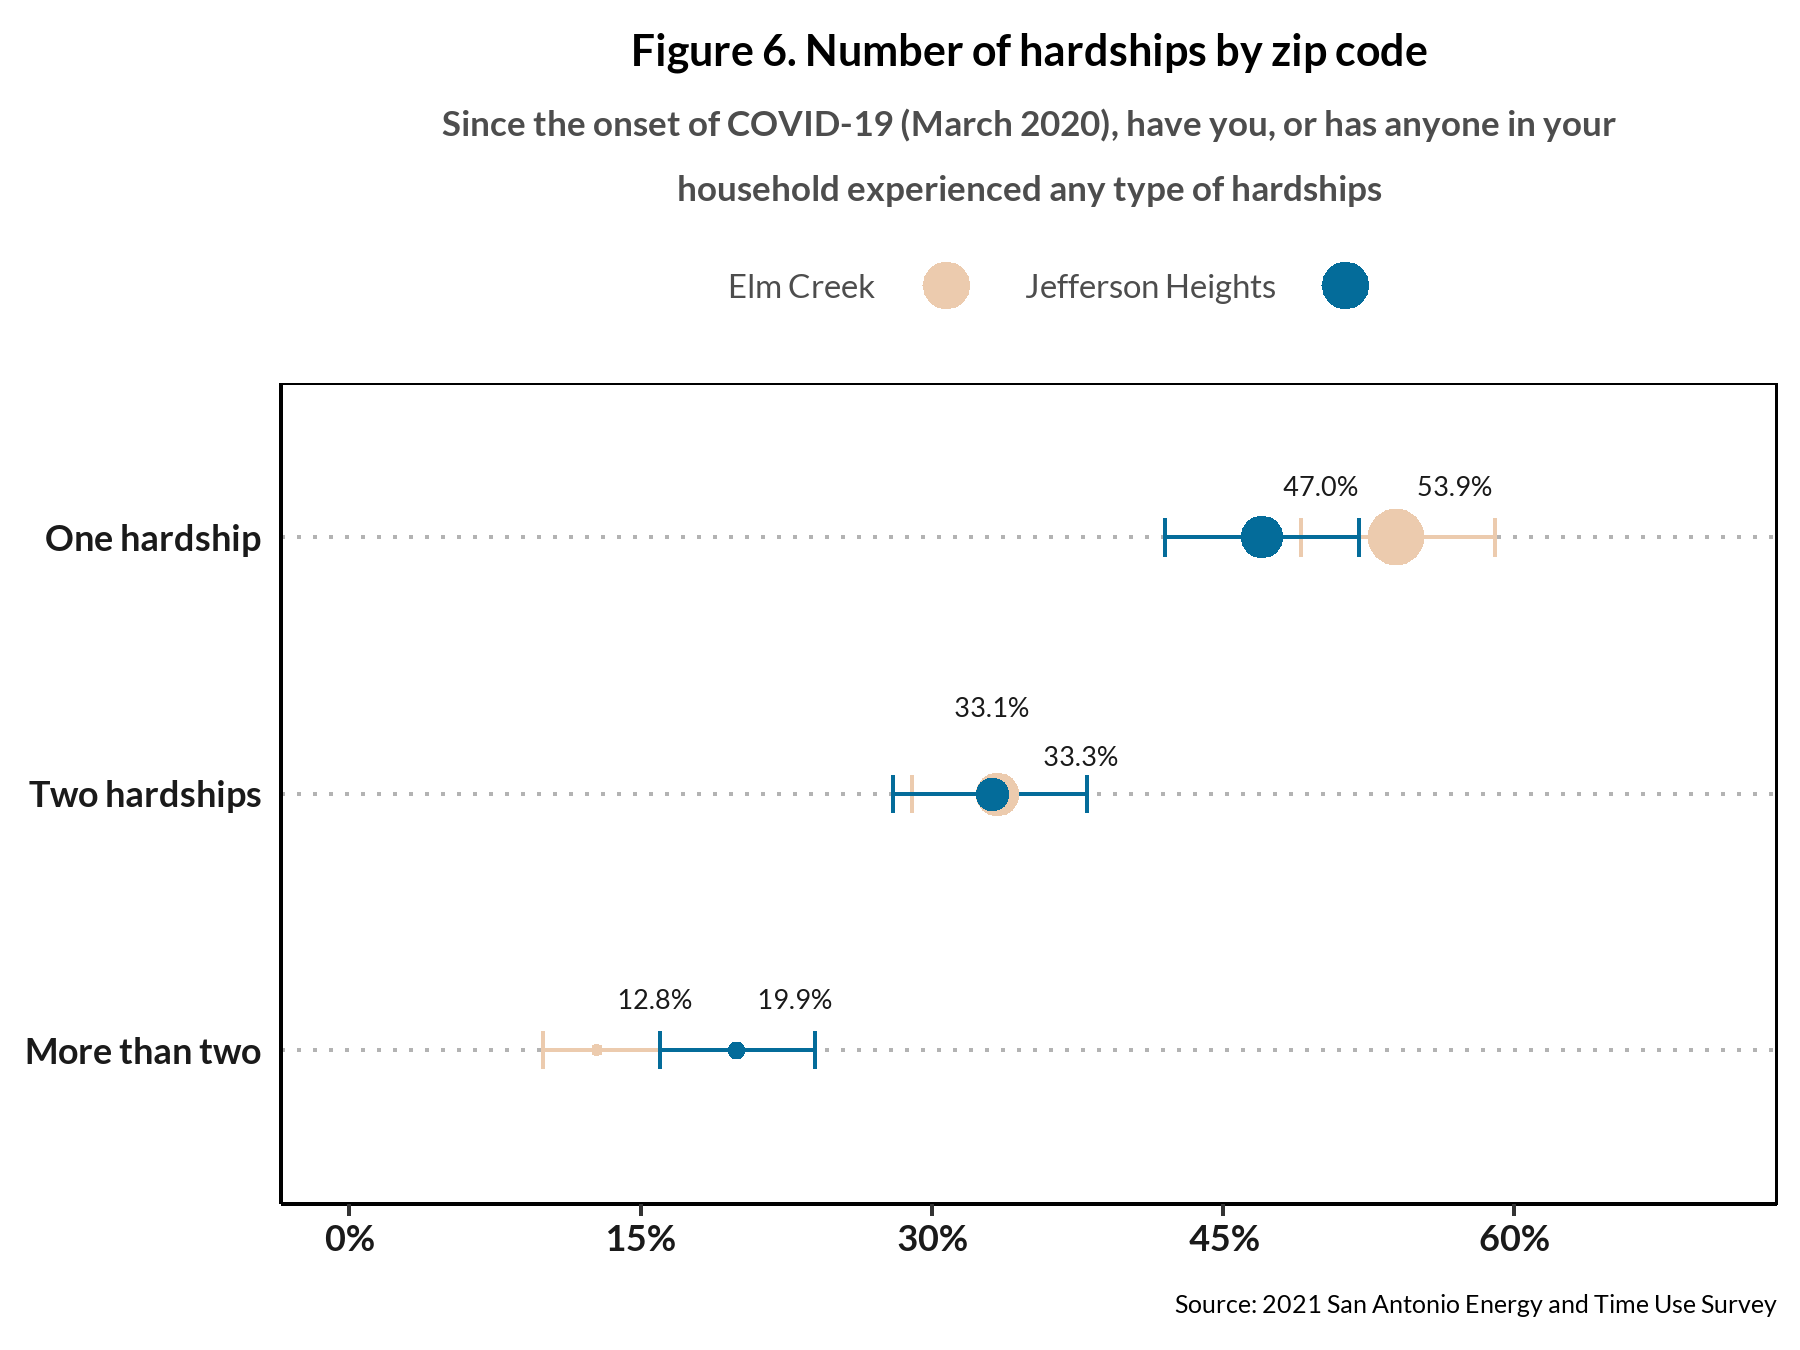 Figure 6. Number of hardships by zip code
Since the onset of COVID-19 (March 2020), have you, or has anyone in your
household experienced any type of hardships
Elm Creek
Jefferson Heights
47.0%
53.9%
One hardship
33.1%
33.3%
Two hardships
12.8%
19.9%
More than two
0%
15%
30%
45%
60%
Source: 2021 San Antonio Energy and Time Use Survey